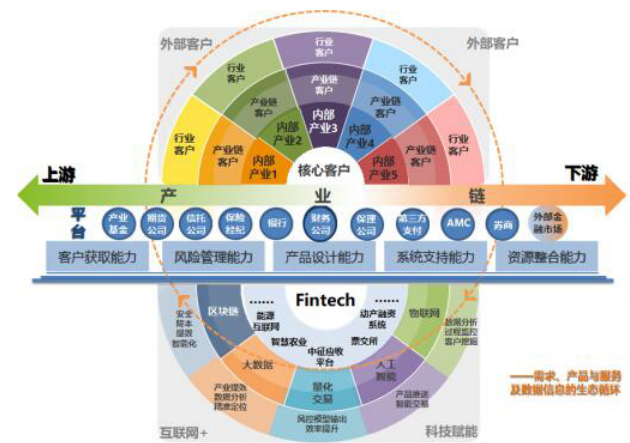 外部客户
外部客户
行业
客户
行业
客户
行业
客户
行业
客户
行业
客户
产业链
客户
产业链
客户
产业链
客户
产业链
客户
产业链
客户
内部
产业1
内部
产业2
内部
产业3
内部
产业4
内部
产业5
核心客户
上游
下游
产 业 链
平台
产业
基金
期货
公司
信托
公司
保险
经纪
银行
财务
公司
保理
公司
第三方
支付
AMC
券商
外部金
融市场
客户获取能力
风险管理能力
产品设计能力
系统支持能力
资源整合能力
Fintech
……
能源
互联网
智慧农业
中征应收
平台
票交所
……
动产融资
系统
区块链
大数据
量化
交易
人工
智能
物联网
安全
降本
增效
智能化
产业提效
数据分析
精准定位
风控模型输出
效率提升
产品推送
智能交易
数据分析
过程监控
客户挖掘
互联网+
科技赋能
——需求、产品与服务
及数据信息的生态循环